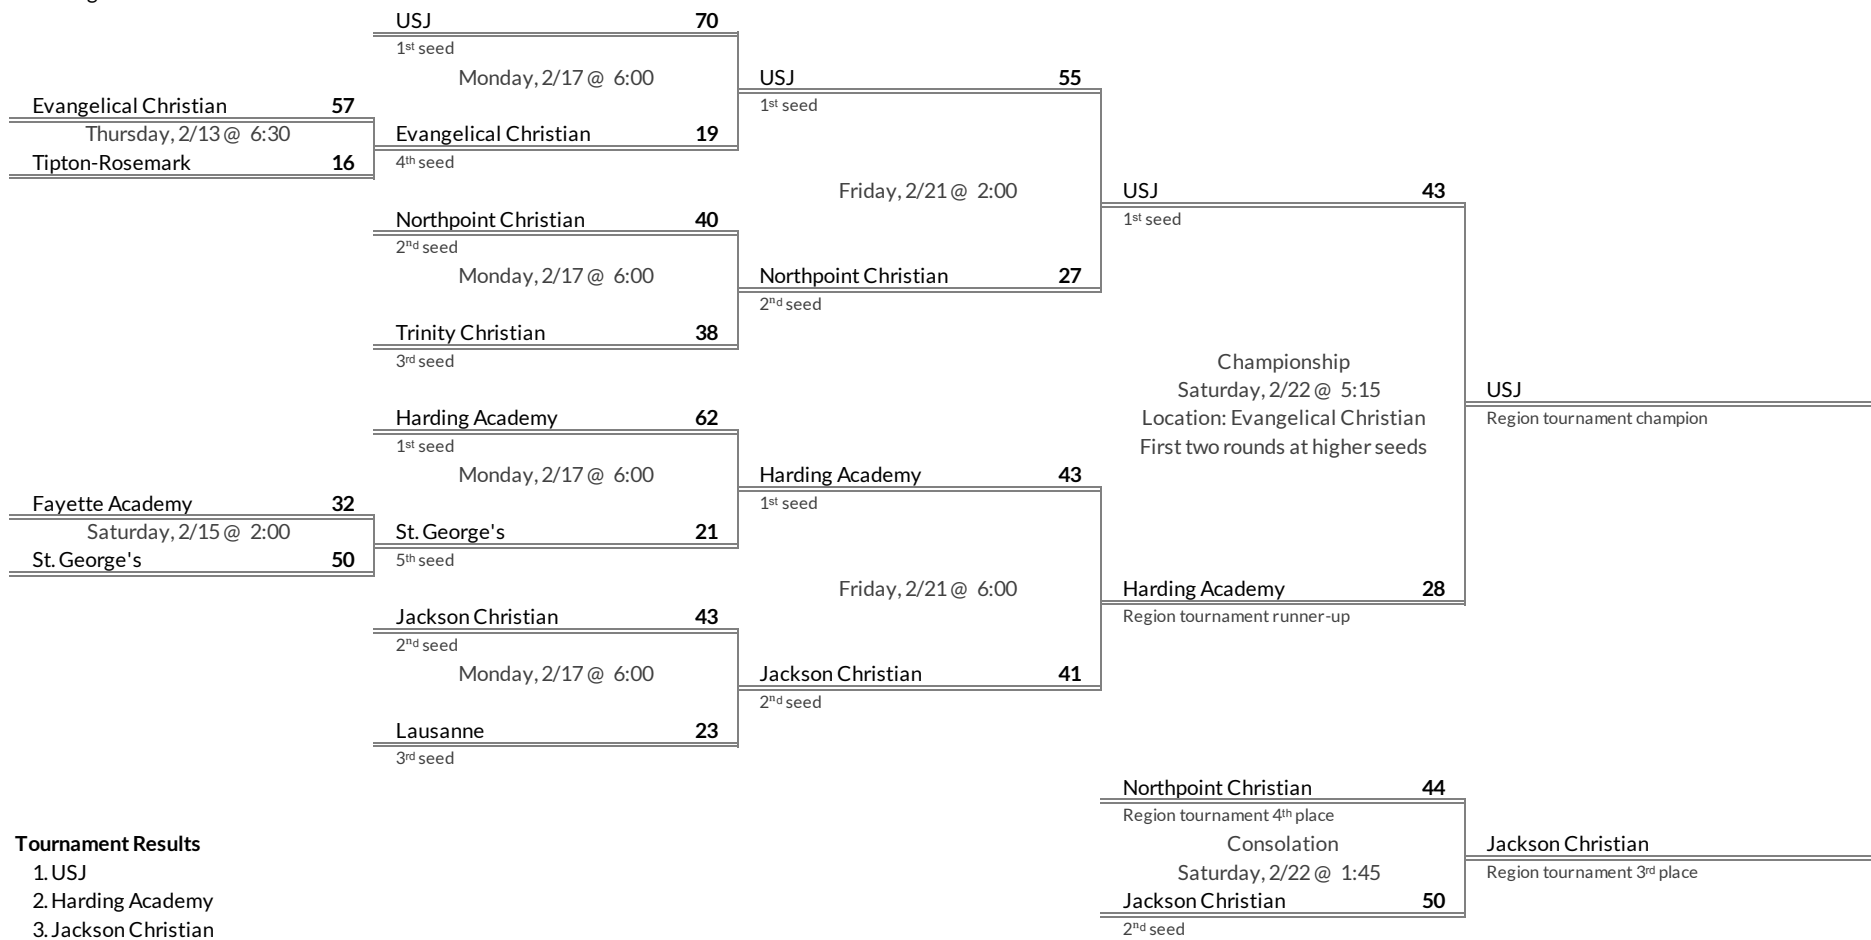 USJ 70
1st seed
Monday, 2/17 @ 6:00
USJ 55
1st seed
Evangelical Christian 57
Thursday, 2/13 @ 6:30
Tipton-Rosemark 16
Evangelical Christian 19
4th seed
Friday, 2/21 @ 2:00
USJ 43
1st seed
Northpoint Christian 40
2nd seed
Monday, 2/17 @ 6:00
Northpoint Christian 27
2nd seed
Trinity Christian 38
3rd seed
Championship
Saturday, 2/22 @ 5:15
Location: Evangelical Christian
First two rounds at higher seeds
USJ
Region tournament champion
Harding Academy 62
1st seed
Monday, 2/17 @ 6:00
Harding Academy 43
1st seed
Fayette Academy 32
Saturday, 2/15 @ 2:00
St. George's 50
St. George's 21
5th seed
Friday, 2/21 @ 6:00
Harding Academy 28
Region tournament runner-up
Jackson Christian 43
2nd seed
Monday, 2/17 @ 6:00
Jackson Christian 41
2nd seed
Lausanne 23
3rd seed
Northpoint Christian 44
Region tournament 4th place
Consolation
Saturday, 2/22 @ 1:45
Jackson Christian 50
2nd seed
Jackson Christian
Region tournament 3rd place
Tournament Results
1. USJ
2. Harding Academy
3. Jackson Christian